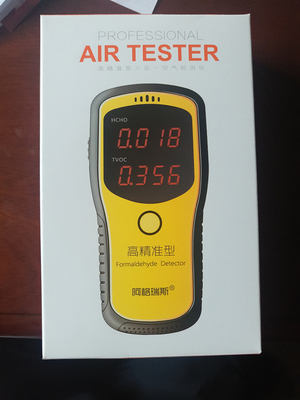 PROFESSIONAL
AIR TESTER
HCHO
0.018
TVOC
0.356
高精准型
Formaldehyde Detector
阿格瑞斯®